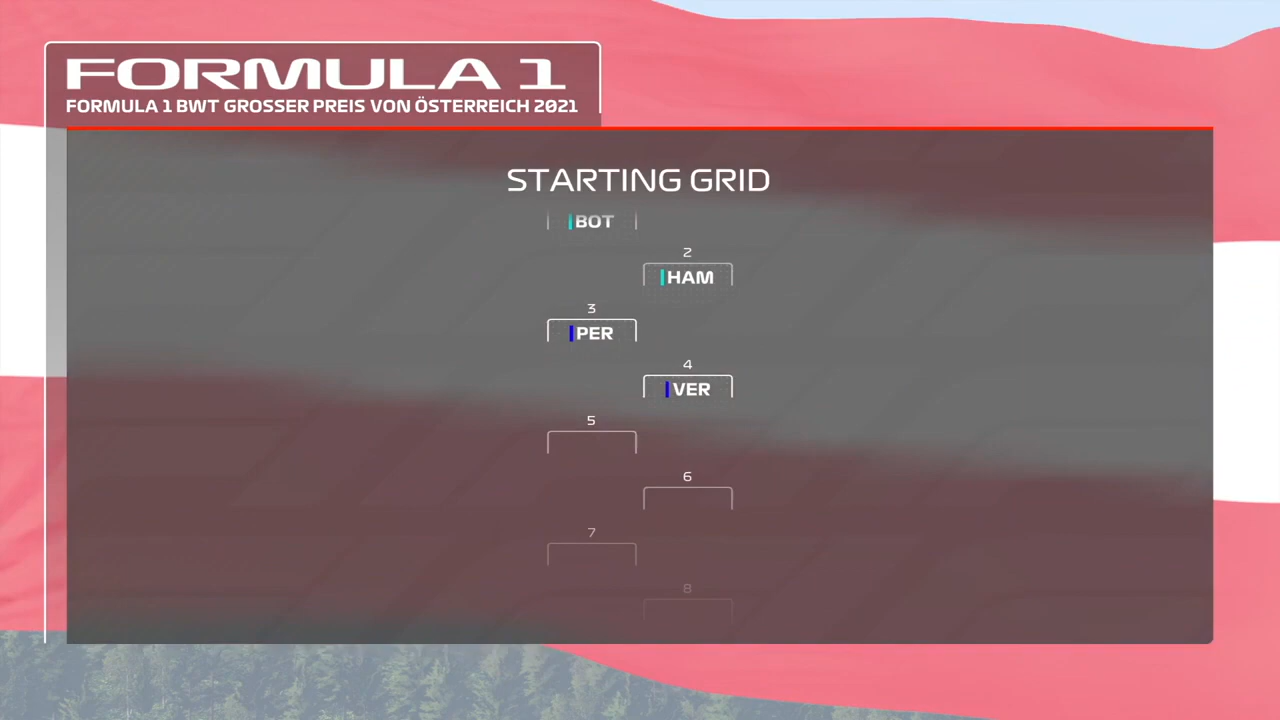 FORMULA 1
FORMULA 1 BWT GROSSER PREIS VON ÖSTERREICH 2021
STARTING GRID
BOT
2
HAM
3
PER
4
VER
5
6
7
8